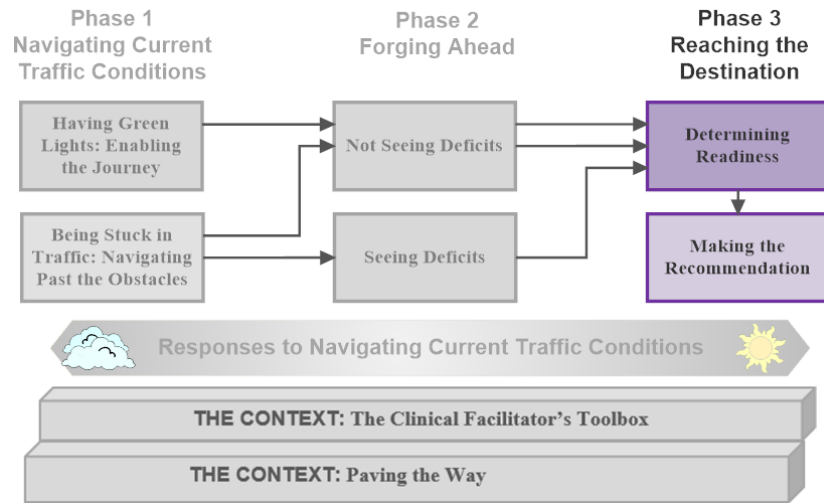 Phase 1
Navigating Current
Traffic Conditions
Phase 2
Forging Ahead
Phase 3
Reaching the
Destination
Having Green
Lights: Enabling
the Journey
Not Seeing Deficits
Determining
Readiness
Being Stuck in
Traffic: Navigating
Past the Obstacles
Seeing Deficits
Making the
Recommendation
Responses to Navigating Current Traffic Conditions
THE CONTEXT: The Clinical Facilitator's Toolbox
THE CONTEXT: Paving the Way